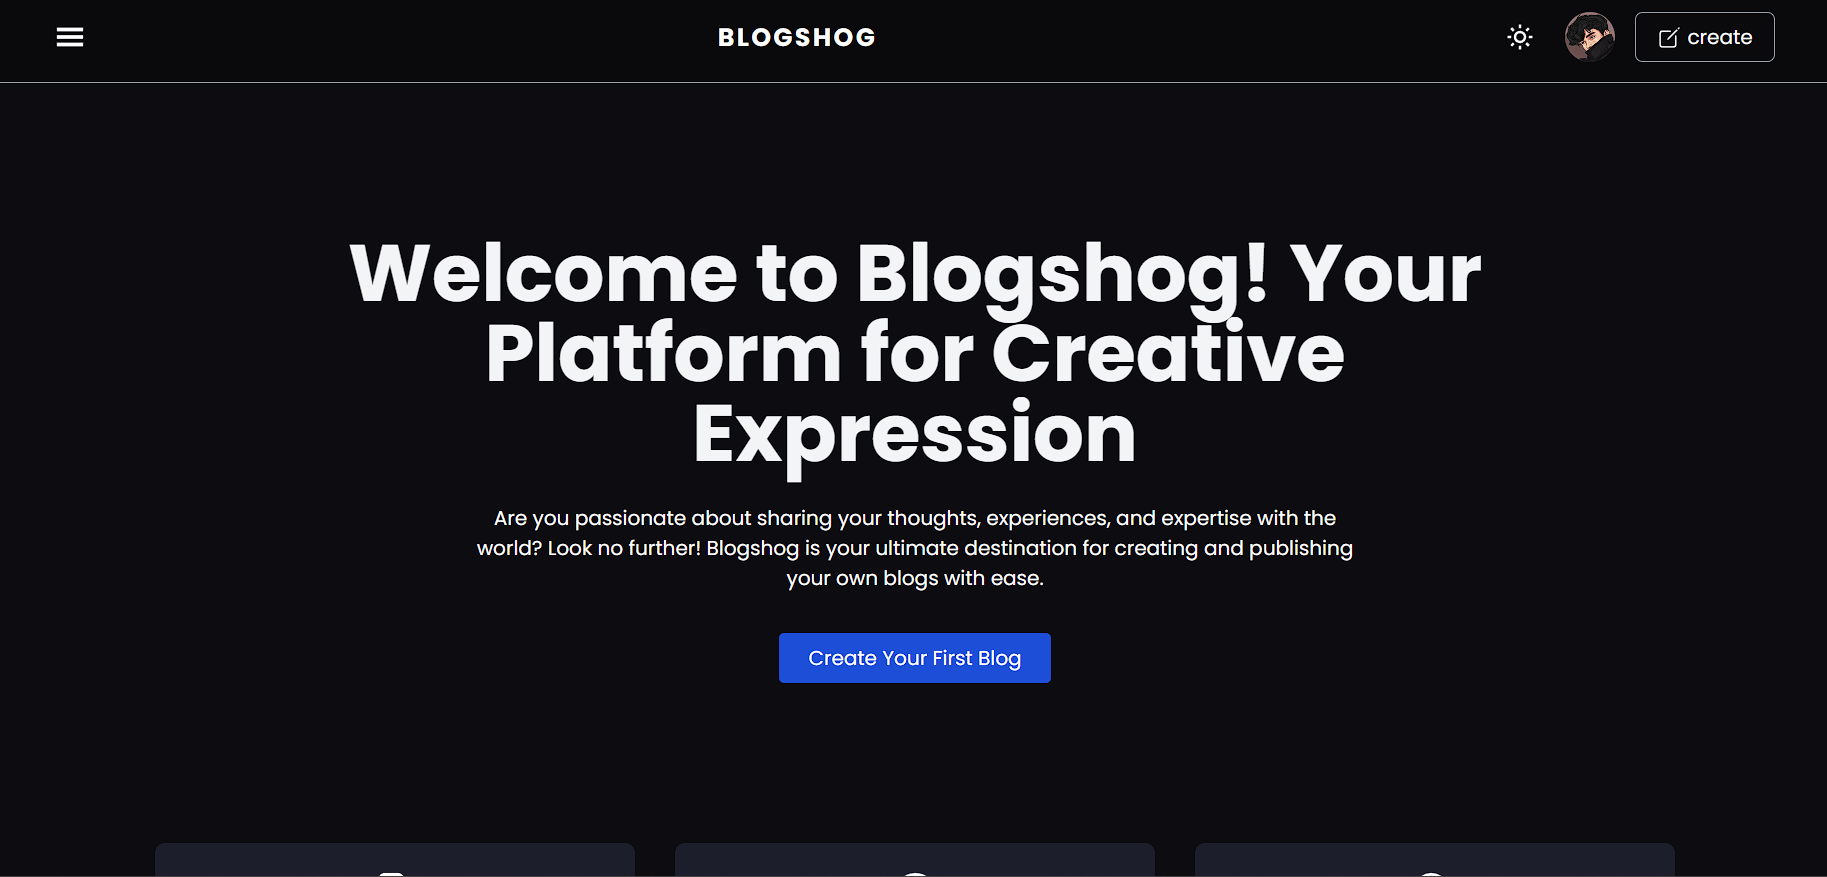 BLOGSHOG
create
Welcome to Blogshog! Your
Platform for Creative
Expression
Are you passionate about sharing your thoughts, experiences, and expertise with the
world? Look no further! Blogshog is your ultimate destination for creating and publishing
your own blogs with ease.
Create Your First Blog